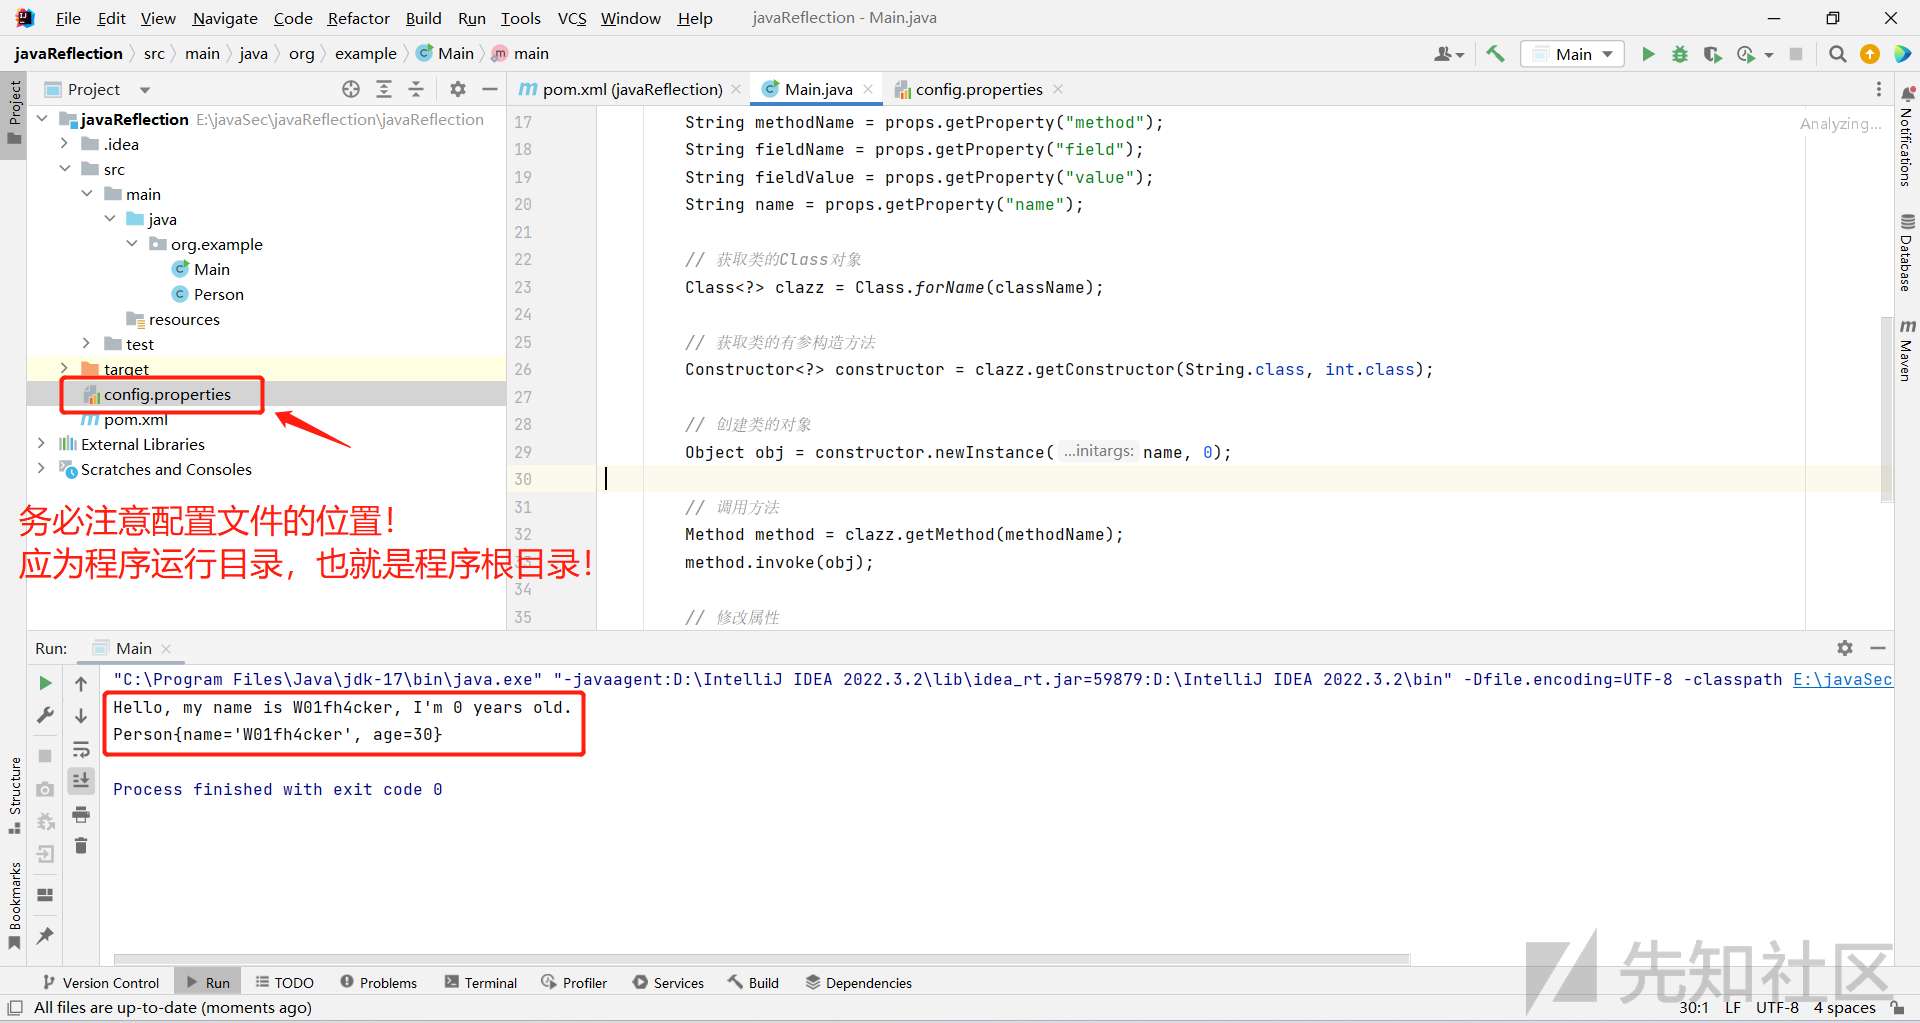 File Edit View Navigate Code Refactor Build Run Tools VCS Window Help javaReflection - Main.java
javaReflection src main java org example Main main
Main
Project
Project
javaReflection E:\javaSec\javaReflection\javaReflection
.idea
src
main
java
org.example
Main
Person
resources
test
target
config.properties
pom.xml
External Libraries
Scratches and Consoles
务必注意配置文件的位置！
应为程序运行目录，也就是程序根目录！
pom.xml (javaReflection) Main.java config.properties
Analyzing...
17 String methodName = props.getProperty("method");
18 String fieldName = props.getProperty("field");
19 String fieldValue = props.getProperty("value");
20 String name = props.getProperty("name");
21
22 // 获取类的Class对象
23 Class<?> clazz = Class.forName(className);
24
25 // 获取类的有参构造方法
26 Constructor<?> constructor = clazz.getConstructor(String.class, int.class);
27
28 // 创建类的对象
29 Object obj = constructor.newInstance( ...initargs: name, 0);
30
31 // 调用方法
32 Method method = clazz.getMethod(methodName);
method.invoke(obj);
34
35 // 修改属性
Notifications
Database
Maven
Run: Main
"C:\Program Files\Java\jdk-17\bin\java.exe" "-javaagent:D:\IntelliJ IDEA 2022.3.2\lib\idea_rt.jar=59879:D:\IntelliJ IDEA 2022.3.2\bin" -Dfile.encoding=UTF-8 -classpath E:\javaSec
Hello, my name is W01fh4cker, I'm 0 years old.
Person{name='W01fh4cker', age=30}
Process finished with exit code 0
Structure
Bookmarks
Version Control Run TODO Problems Terminal Profiler Services Build Dependencies
All files are up-to-date (moments ago)
30:1 LF UTF-8 4 spaces
先知社区